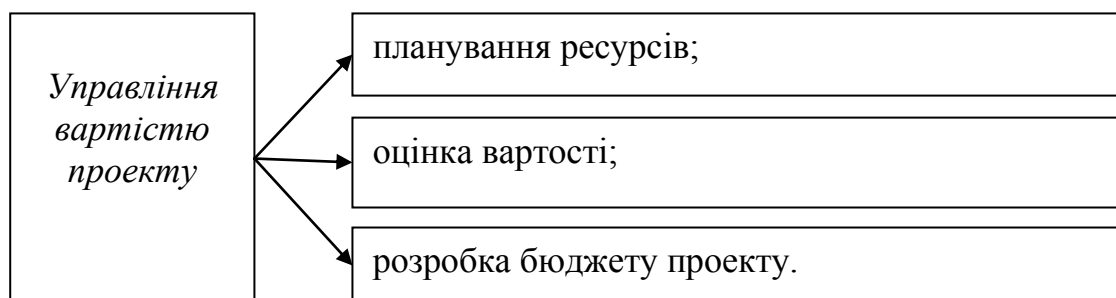 Управління
вартістю
проекту
планування ресурсів;
оцінка вартості;
розробка бюджету проекту.